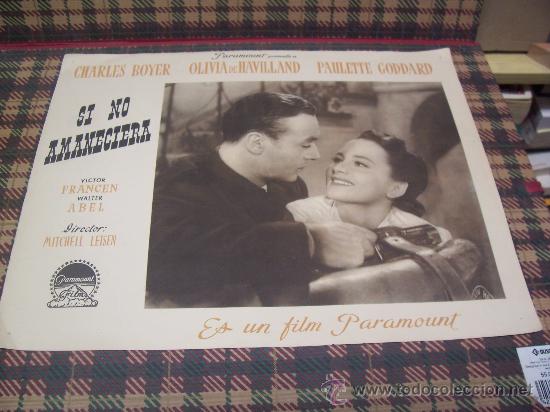 Paramount presenta a
CHARLES BOYER OLIVIA DE HAVILLAND PAULETTE GODDARD
SI NO
AMANECIERA
VICTOR
FRANCEN
WALTER
ABEL
Director:
MITCHELL LEISEN
Paramount
Films
Es un film Paramount
www.todocoleccion.net